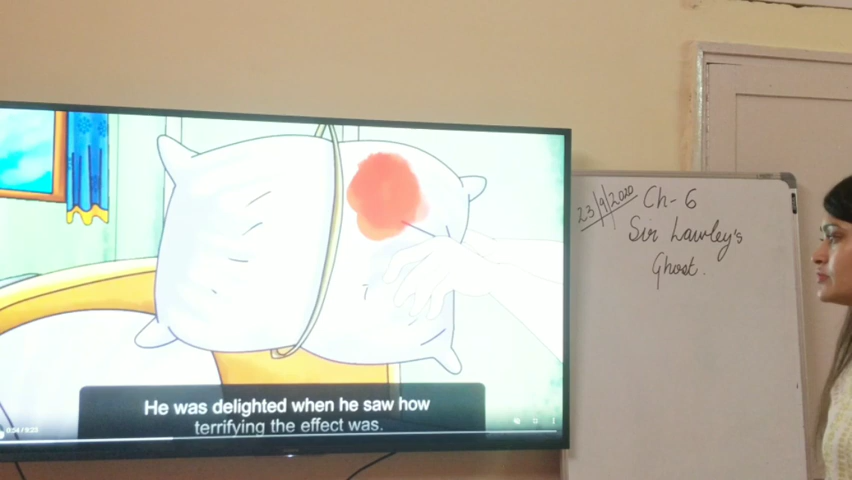 He was delighted when he saw how
terrifying the effect was.
23/9/2020
Ch-6
Sir Lawley's
Ghost.